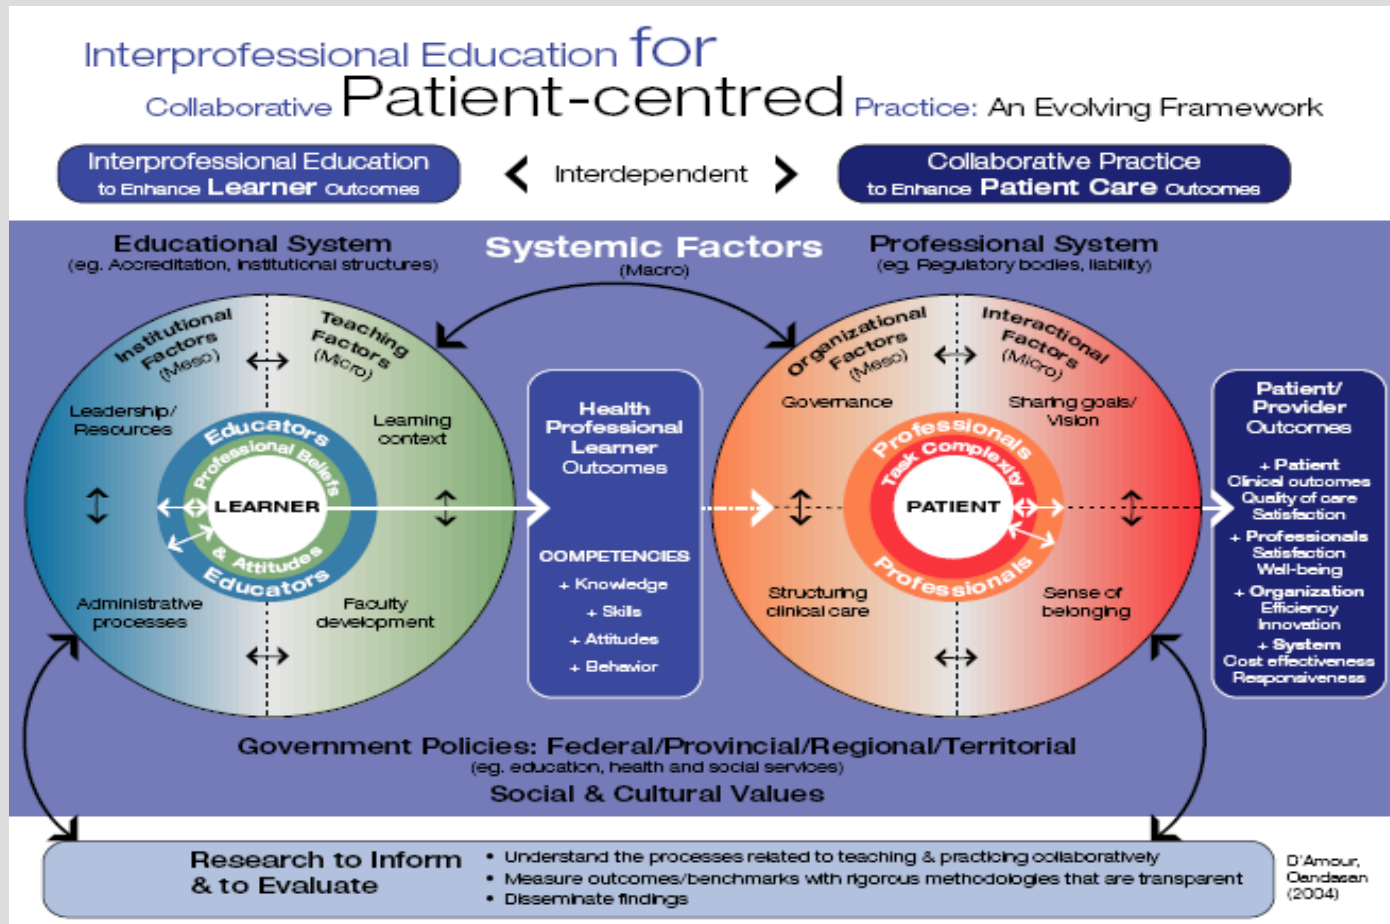 Interprofessional Education for
Collaborative Patient-centred Practice: An Evolving Framework
Interprofessional Education
to Enhance Learner Outcomes
Interdependent
Collaborative Practice
to Enhance Patient Care Outcomes
Educational System
(eg. Accreditation, institutional structures)
Systemic Factors
(Macro)
Professional System
(eg. Regulatory bodies, liability)
Institutional
Factors
(Meso)
Teaching
Factors
(Micro)
Leadership/
Resources
Learning
context
Educators
Professional Beliefs
LEARNER
& Attitudes
Educators
Administrative
processes
Faculty
development
Health
Professional
Learner
Outcomes
COMPETENCIES
+ Knowledge
+ Skills
+ Attitudes
+ Behavior
Organizational
Factors
(Meso)
Interactional
Factors
(Micro)
Governance
Sharing goals/
Vision
Professionals
Task Complexity
PATIENT
Professionals
Structuring
clinical care
Sense of
belonging
Patient/
Provider
Outcomes
+ Patient
Clinical outcomes
Quality of care
Satisfaction
+ Professionals
Satisfaction
Well-being
+ Organization
Efficiency
Innovation
+ System
Cost effectiveness
Responsiveness
Government Policies: Federal/Provincial/Regional/Territorial
(eg. education, health and social services)
Social & Cultural Values
Research to Inform
& to Evaluate
• Understand the processes related to teaching & practicing collaboratively
• Measure outcomes/benchmarks with rigorous methodologies that are transparent
• Disseminate findings
D'Amour,
Oandasan
(2004)